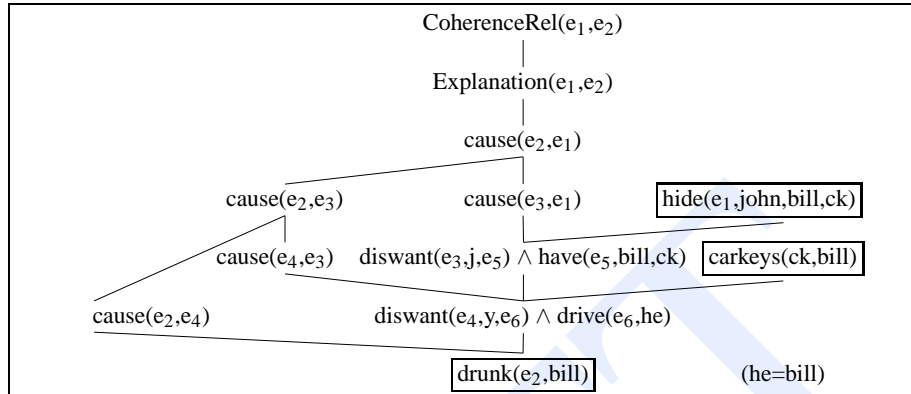 CoherenceRel(e₁,e₂)
Explanation(e₁,e₂)
cause(e₂,e₁)
cause(e₂,e₃) cause(e₃,e₁) hide(e₁,john,bill,ck)
cause(e₄,e₃) diswant(e₃,j,e₅) ∧ have(e₅,bill,ck) carkeys(ck,bill)
cause(e₂,e₄) diswant(e₄,y,e₆) ∧ drive(e₆,he)
drunk(e₂,bill) (he=bill)